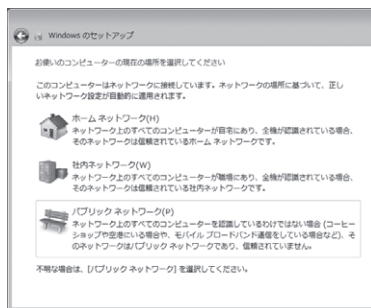 Windows のセットアップ
お使いのコンピューターの現在の場所を選択してください
このコンピューターはネットワークに接続しています。ネットワークの場所に基づいて、正し
いネットワーク設定が自動的に適用されます。
ホーム ネットワーク(H)
ネットワーク上のすべてのコンピューターが自宅にあり、全機が認識されている場合、
そのネットワークは信頼されているホーム ネットワークです。
社内ネットワーク(W)
ネットワーク上のすべてのコンピューターが職場にあり、全機が認識されている場合、
そのネットワークは信頼されている社内ネットワークです。
パブリック ネットワーク(P)
ネットワーク上のすべてのコンピューターを認識しているわけではない場合 (コーヒー
ショップや空港にいる場合や、モバイル ブロードバンド通信をしている場合など)、そ
のネットワークはパブリック ネットワークであり、信頼されていません。
不明な場合は、[パブリック ネットワーク] を選択してください。